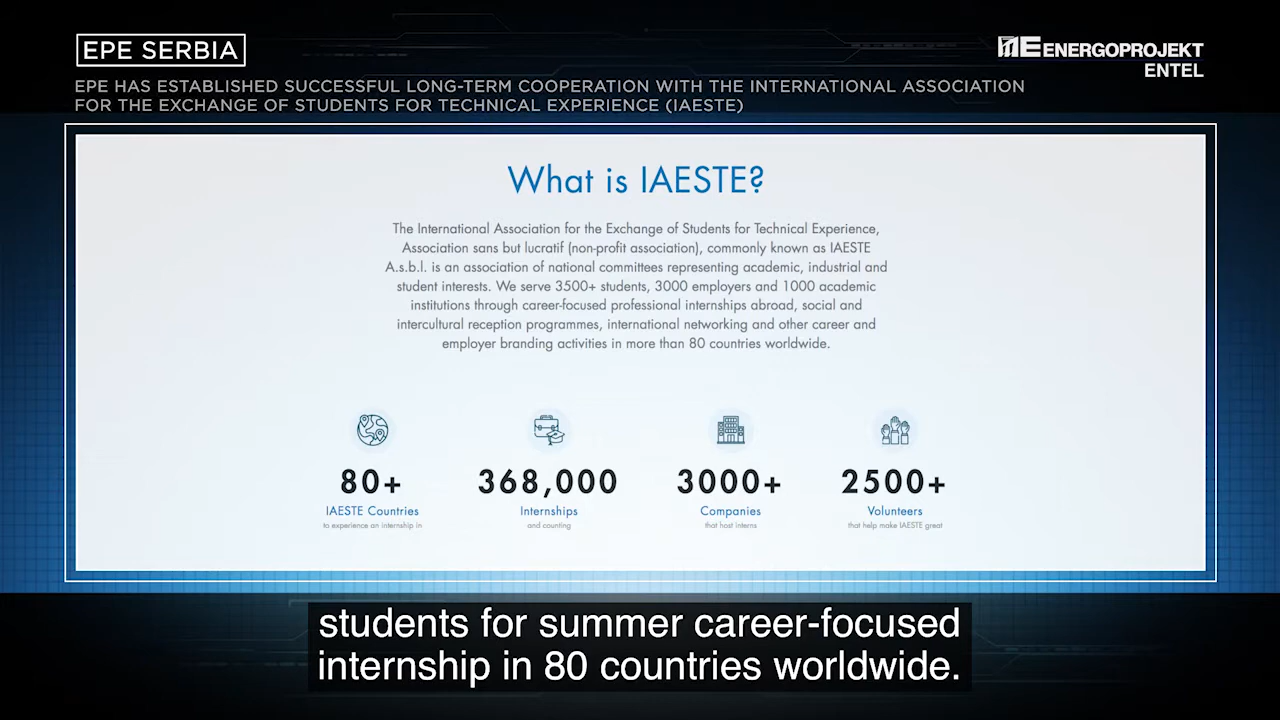 EPE SERBIA
ENERGOPROJEKT
ENTEL
EPE HAS ESTABLISHED SUCCESSFUL LONG-TERM COOPERATION WITH THE INTERNATIONAL ASSOCIATION
FOR THE EXCHANGE OF STUDENTS FOR TECHNICAL EXPERIENCE (IAESTE)
What is IAESTE?
The International Association for the Exchange of Students for Technical Experience,
Association sans but lucratif (non-profit association), commonly known as IAESTE
A.s.b.l. is an association of national committees representing academic, industrial and
student interests. We serve 3500+ students, 3000 employers and 1000 academic
institutions through career-focused professional internships abroad, social and
intercultural reception programmes, international networking and other career and
employer branding activities in more than 80 countries worldwide.
80+
IAESTE Countries
to experience an internship in
368,000
Internships
and counting
3000+
Companies
that host interns
2500+
Volunteers
that help make IAESTE great
students for summer career-focused
internship in 80 countries worldwide.